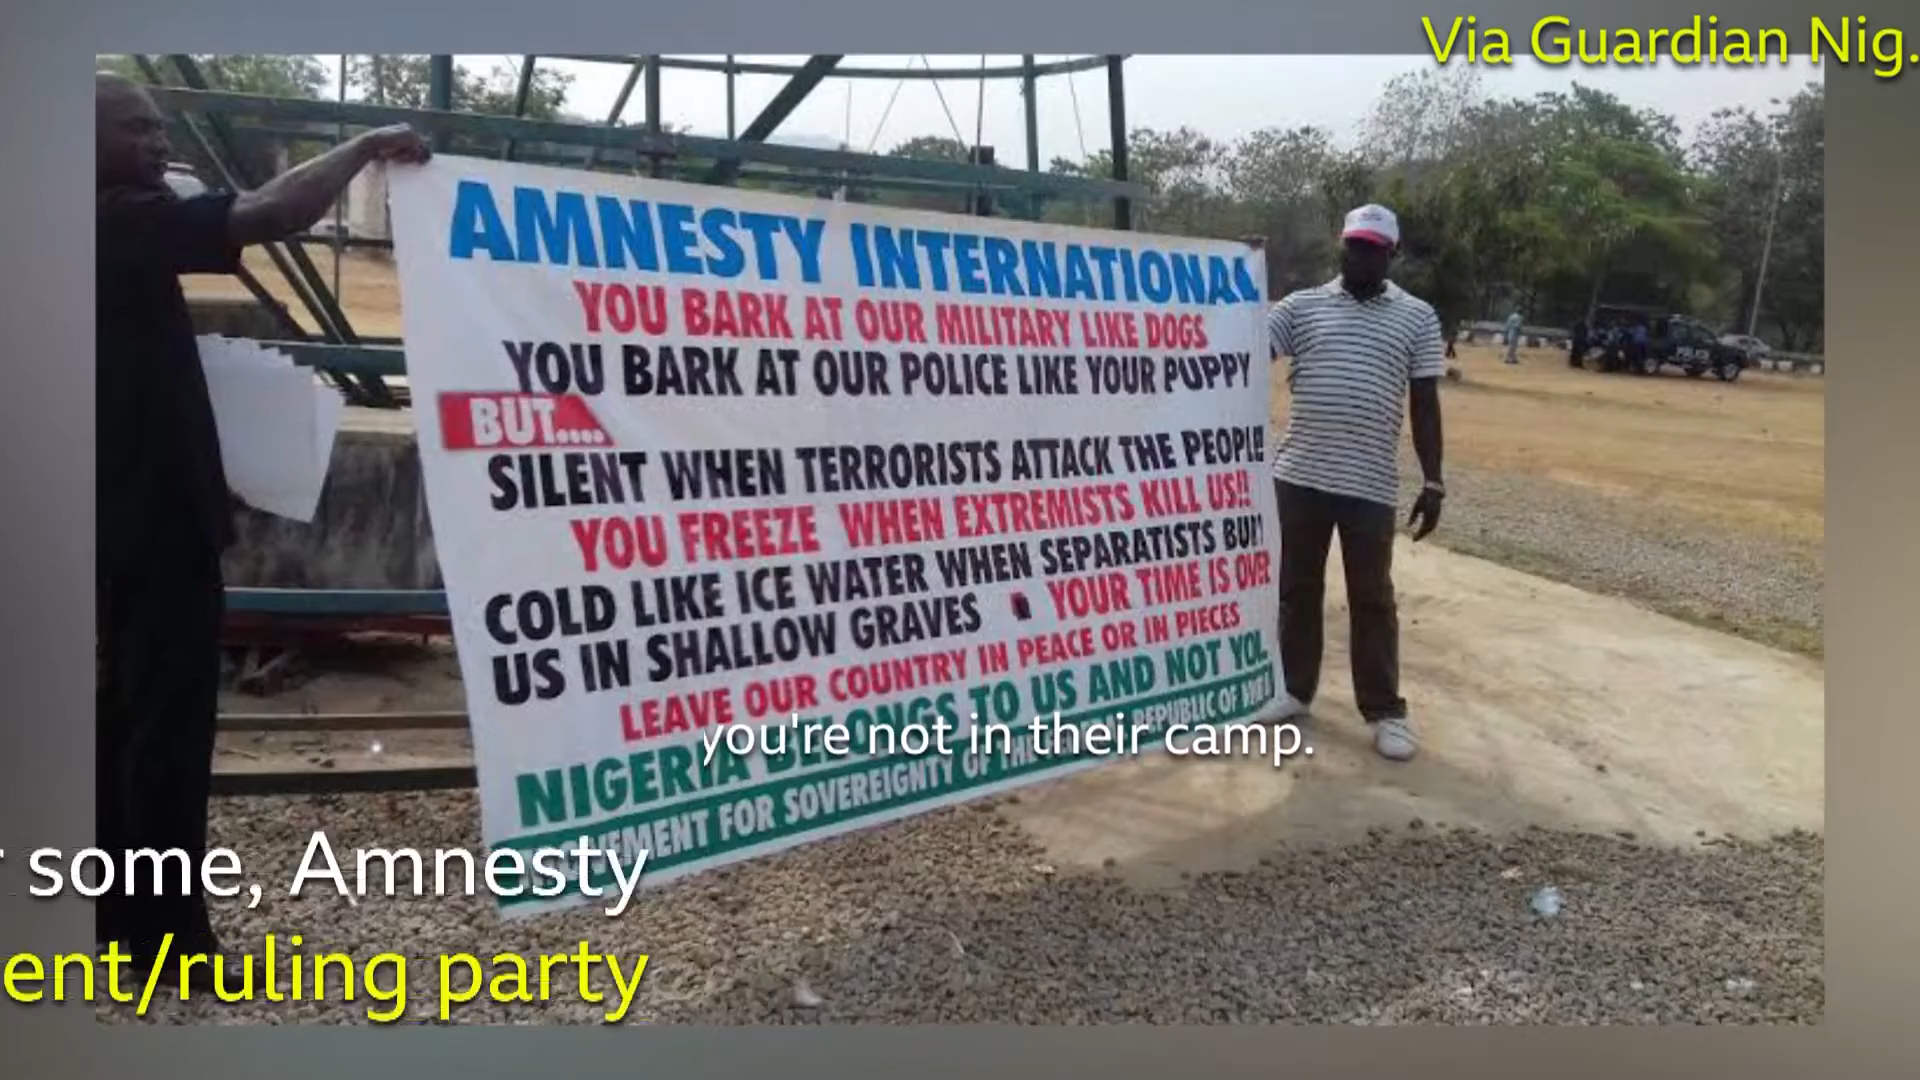 Via Guardian Nig.
AMNESTY INTERNATIONAL
YOU BARK AT OUR MILITARY LIKE DOGS
YOU BARK AT OUR POLICE LIKE YOUR PUPPY
BUT....
SILENT WHEN TERRORISTS ATTACK THE PEOPLE
YOU FREEZE WHEN EXTREMISTS KILL US!!
COLD LIKE ICE WATER WHEN SEPARATISTS
US IN SHALLOW GRAVES YOUR TIME IS OVER
LEAVE OUR COUNTRY IN PEACE OR IN PIECES
NIGERIA BELONGS TO US AND NOT
MOVEMENT FOR SOVEREIGNTY OF THE REPUBLIC OF
POLICE
you're not in their camp.
some, Amnesty
ent/ruling party